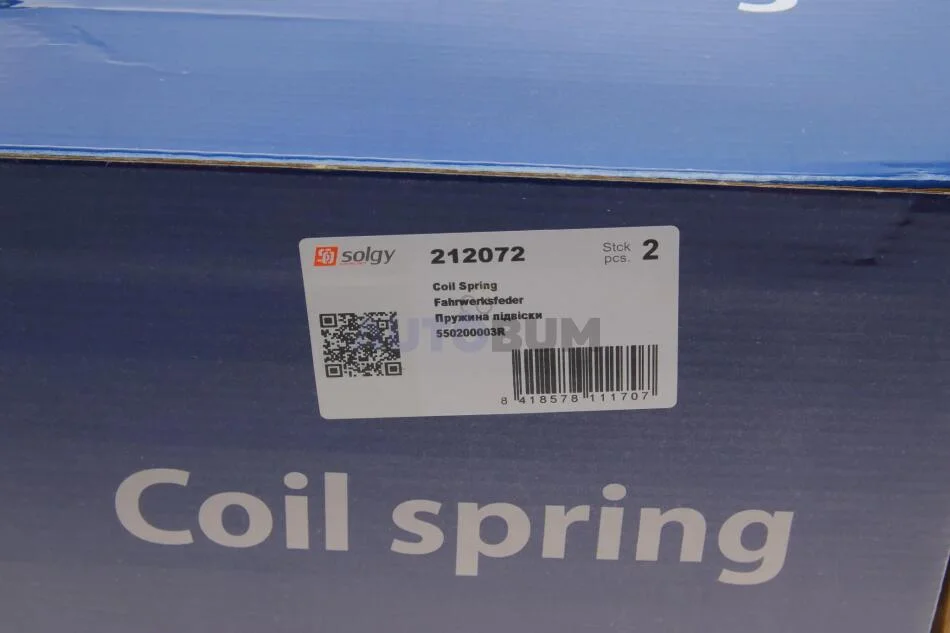 solgy
212072
Stck
pcs. 2
Coil Spring
Fahrwerksfeder
Пружина підвіски
550200003R
AUTOBUM
8 418578 111707
Coil spring